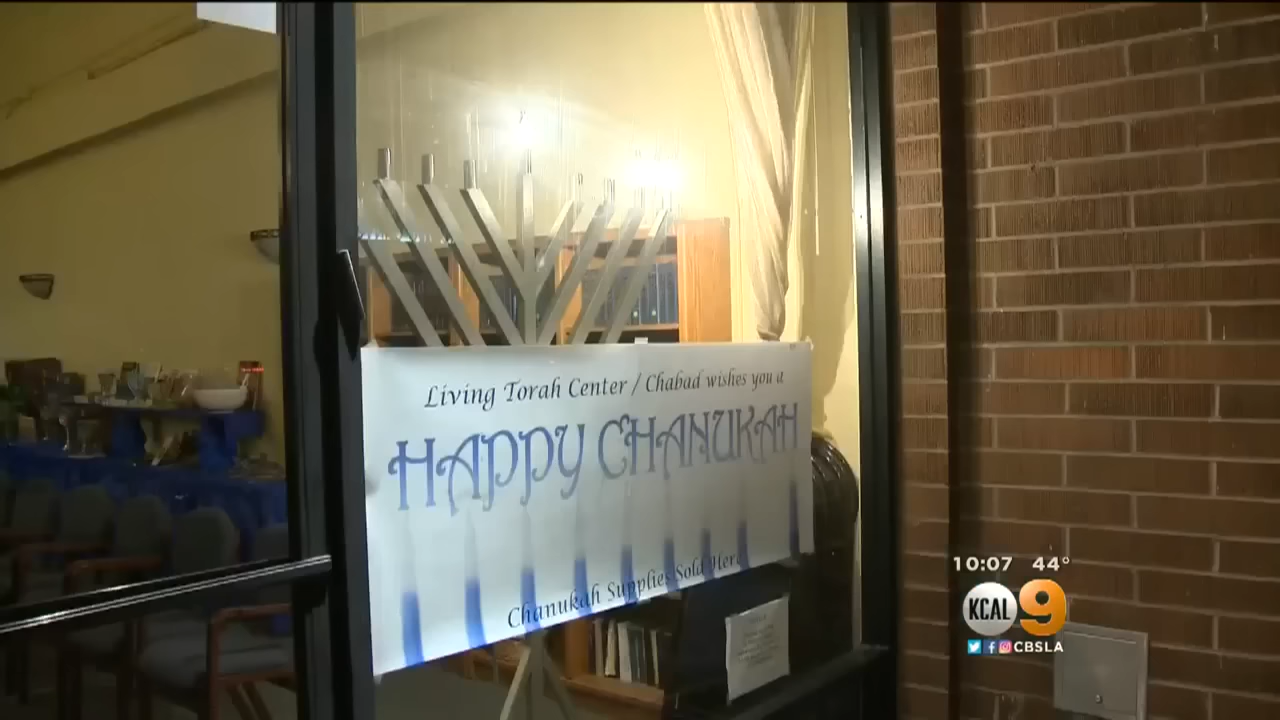 Living Torah Center / Chabad wishes you a
HAPPY CHANUKAH
Chanukah Supplies Sold Here
10:07 44°
KCAL 9
CBSLA